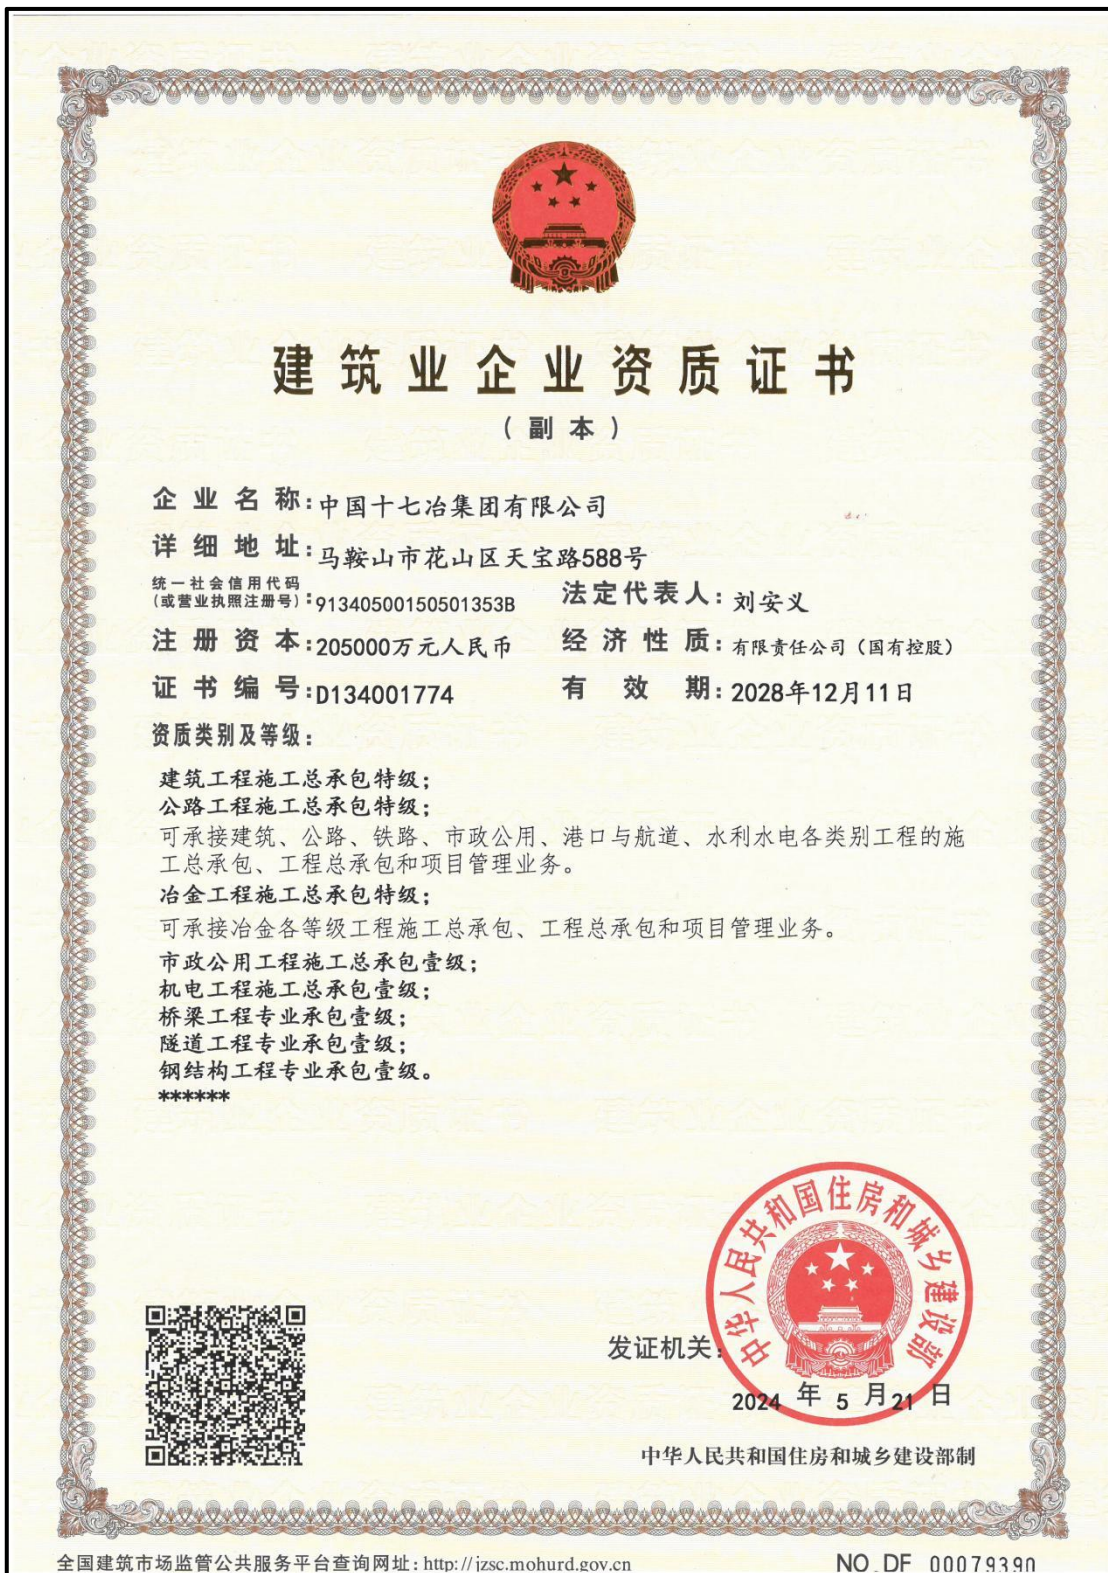 建筑业企业资质证书
（副本）
企业名称：中国十七冶集团有限公司
详细地址：马鞍山市花山区天宝路588号
统一社会信用代码
（或营业执照注册号）：91340500150501353B 法定代表人：刘安义
注册资本：205000万元人民币 经济性质：有限责任公司（国有控股）
证书编号：D134001774 有效期：2028年12月11日
资质类别及等级：
建筑工程施工总承包特级；
公路工程施工总承包特级；
可承接建筑、公路、铁路、市政公用、港口与航道、水利水电各类别工程的施
工总承包、工程总承包和项目管理业务。
冶金工程施工总承包特级；
可承接冶金各等级工程施工总承包、工程总承包和项目管理业务。
市政公用工程施工总承包壹级；
机电工程施工总承包壹级；
桥梁工程专业承包壹级；
隧道工程专业承包壹级；
钢结构工程专业承包壹级。
******
中华人民共和国住房和城乡建设部
发证机关：
2024 年 5 月 21 日
中华人民共和国住房和城乡建设部制
全国建筑市场监管公共服务平台查询网址：http://jzsc.mohurd.gov.cn
NO.DF 00079390